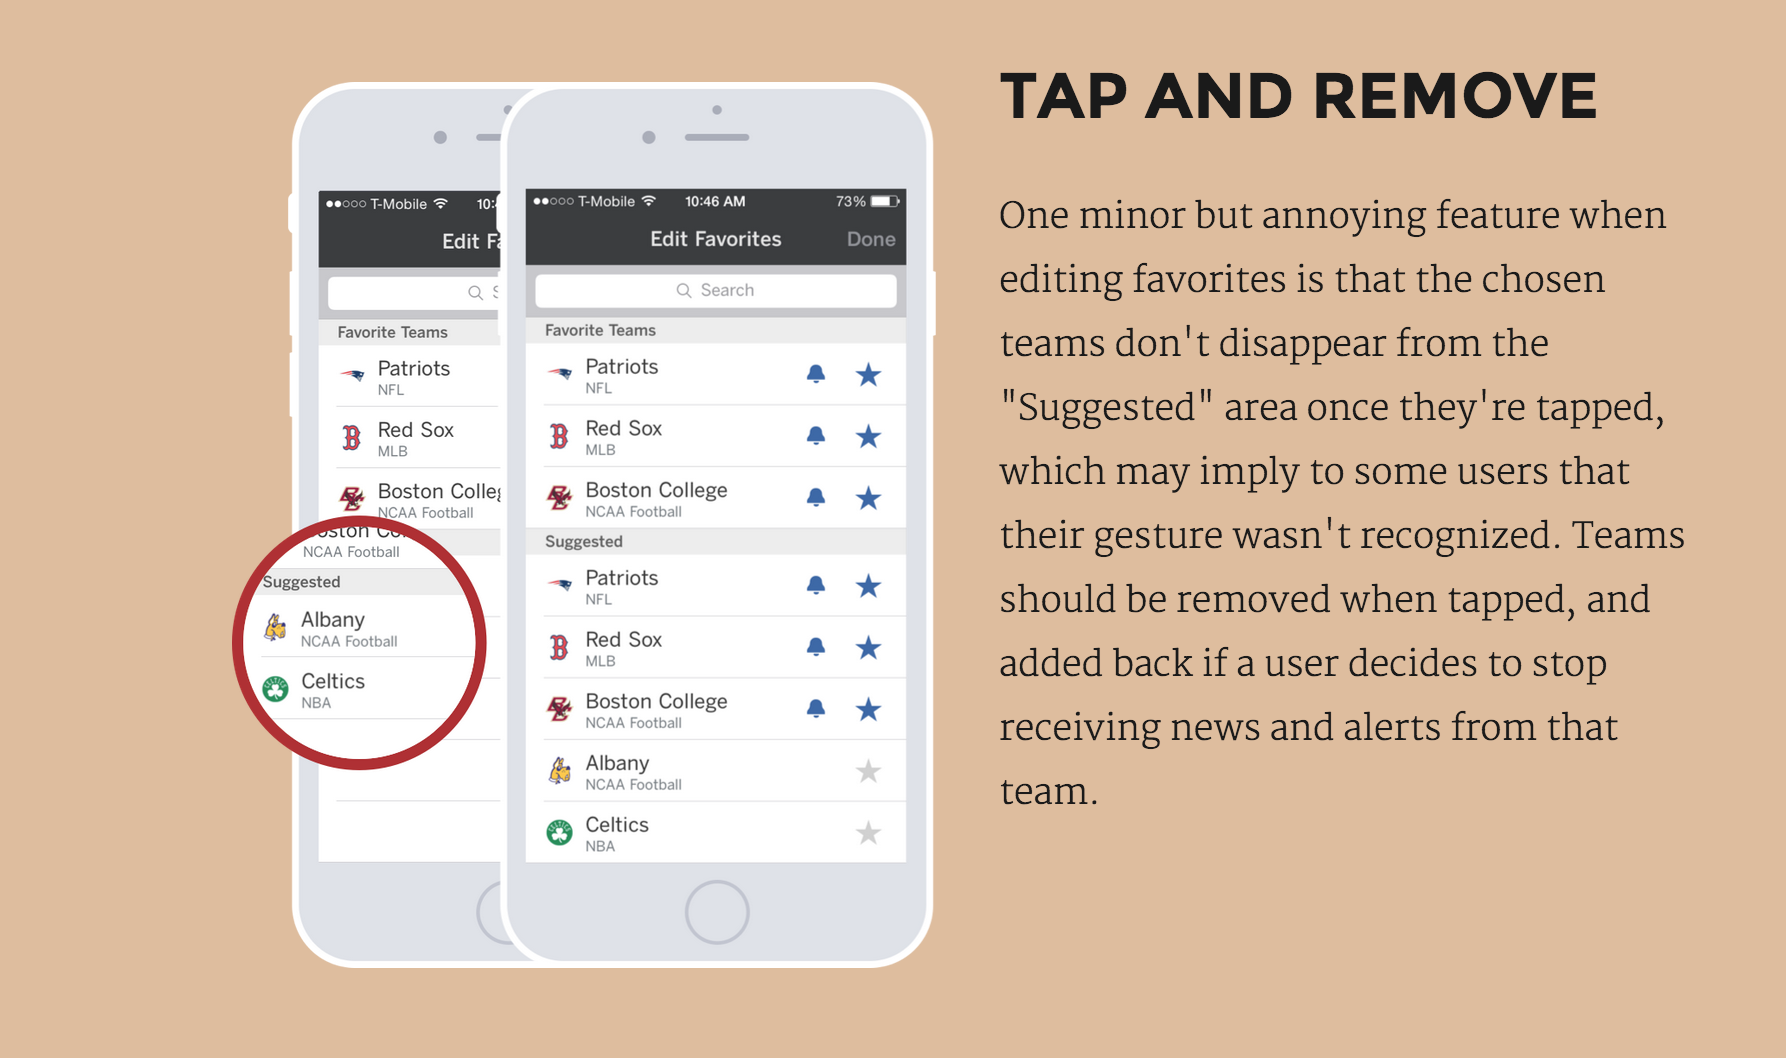 TAP AND REMOVE
One minor but annoying feature when
editing favorites is that the chosen
teams don't disappear from the
"Suggested" area once they're tapped,
which may imply to some users that
their gesture wasn't recognized. Teams
should be removed when tapped, and
added back if a user decides to stop
receiving news and alerts from that
team.
T-Mobile 10:4
Edit Fa
S
Favorite Teams
Patriots
NFL
Red Sox
MLB
Boston Colleg
NCAA Football
oston Co
NCAA Football
Suggested
Albany
NCAA Football
Celtics
NBA
T-Mobile 10:46 AM 73%
Edit Favorites Done
Search
Favorite Teams
Patriots
NFL
Red Sox
MLB
Boston College
NCAA Football
Suggested
Patriots
NFL
Red Sox
MLB
Boston College
NCAA Football
Albany
NCAA Football
Celtics
NBA